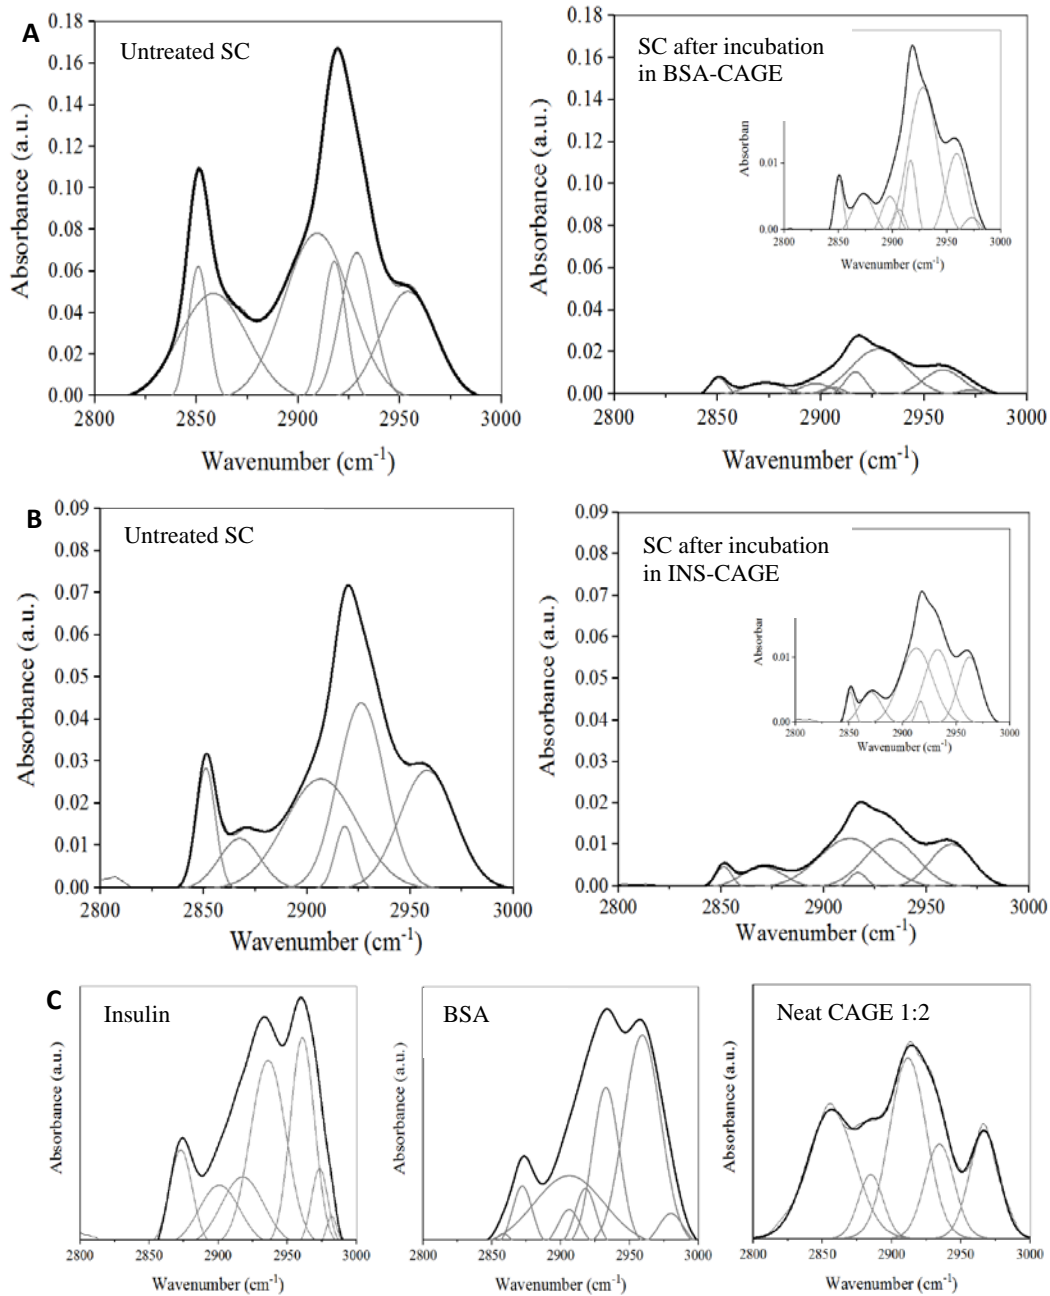 A
Untreated SC
Absorbance (a.u.)
0.18
0.16
0.14
0.12
0.10
0.08
0.06
0.04
0.02
0.00
2800 2850 2900 2950 3000
Wavenumber (cm-1)
SC after incubation
in BSA-CAGE
Absorbance (a.u.)
0.18
0.16
0.14
0.12
0.10
0.08
0.06
0.04
0.02
0.00
2800 2850 2900 2950 3000
Wavenumber (cm-1)
Absorban
0.01
0.00
2800 2850 2900 2950 3000
Wavenumber (cm-1)
B
Untreated SC
Absorbance (a.u.)
0.09
0.08
0.07
0.06
0.05
0.04
0.03
0.02
0.01
0.00
2800 2850 2900 2950 3000
Wavenumber (cm-1)
SC after incubation
in INS-CAGE
Absorbance (a.u.)
0.09
0.08
0.07
0.06
0.05
0.04
0.03
0.02
0.01
0.00
2800 2850 2900 2950 3000
Wavenumber (cm-1)
Absorbar
0.01
0.00
2800 2850 2900 2950 3000
Wavenumber (cm-1)
C
Insulin
Absorbance (a.u.)
2800 2850 2900 2950 3000
Wavenumber (cm-1)
BSA
Absorbance (a.u.)
2800 2850 2900 2950 3000
Wavenumber (cm-1)
Neat CAGE 1:2
Absorbance (a.u.)
2800 2850 2900 2950 3000
Wavenumber (cm-1)